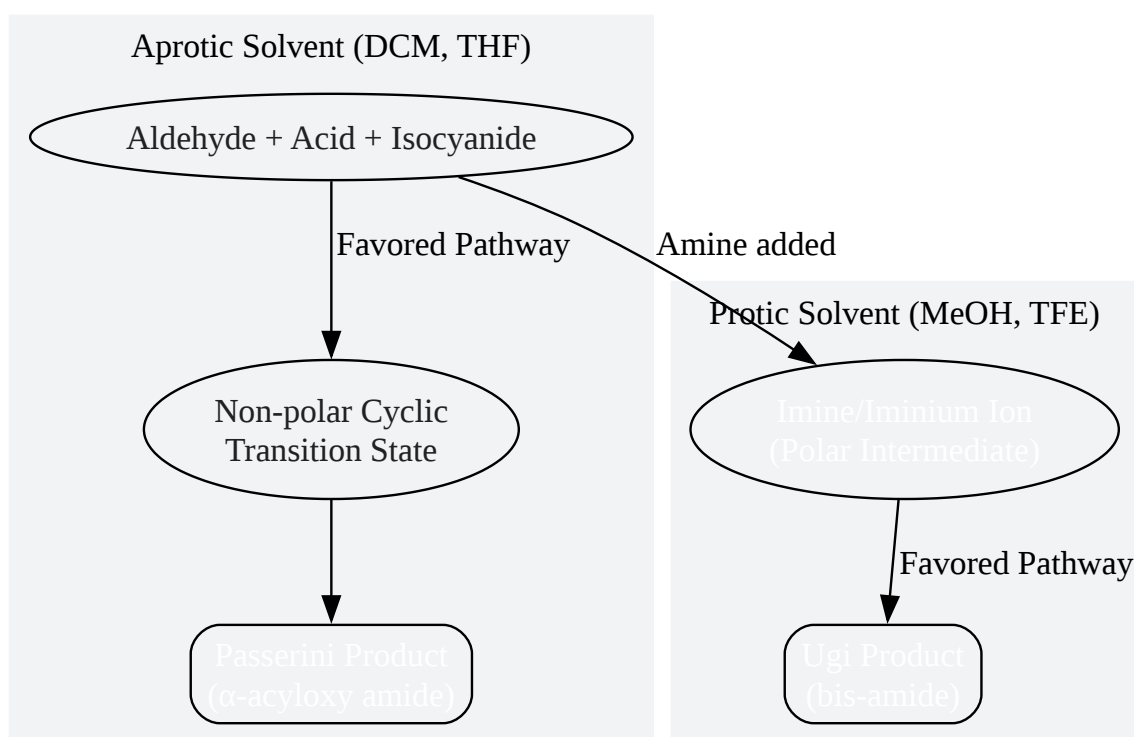 Aprotic Solvent (DCM, THF)
Aldehyde + Acid + Isocyanide
Favored Pathway
Amine added
Protic Solvent (MeOH, TFE)
Non-polar Cyclic
Transition State
Imine/Iminium Ion
(Polar Intermediate)
Favored Pathway
Passerini Product
(α-acyloxy amide)
Ugi Product
(bis-amide)